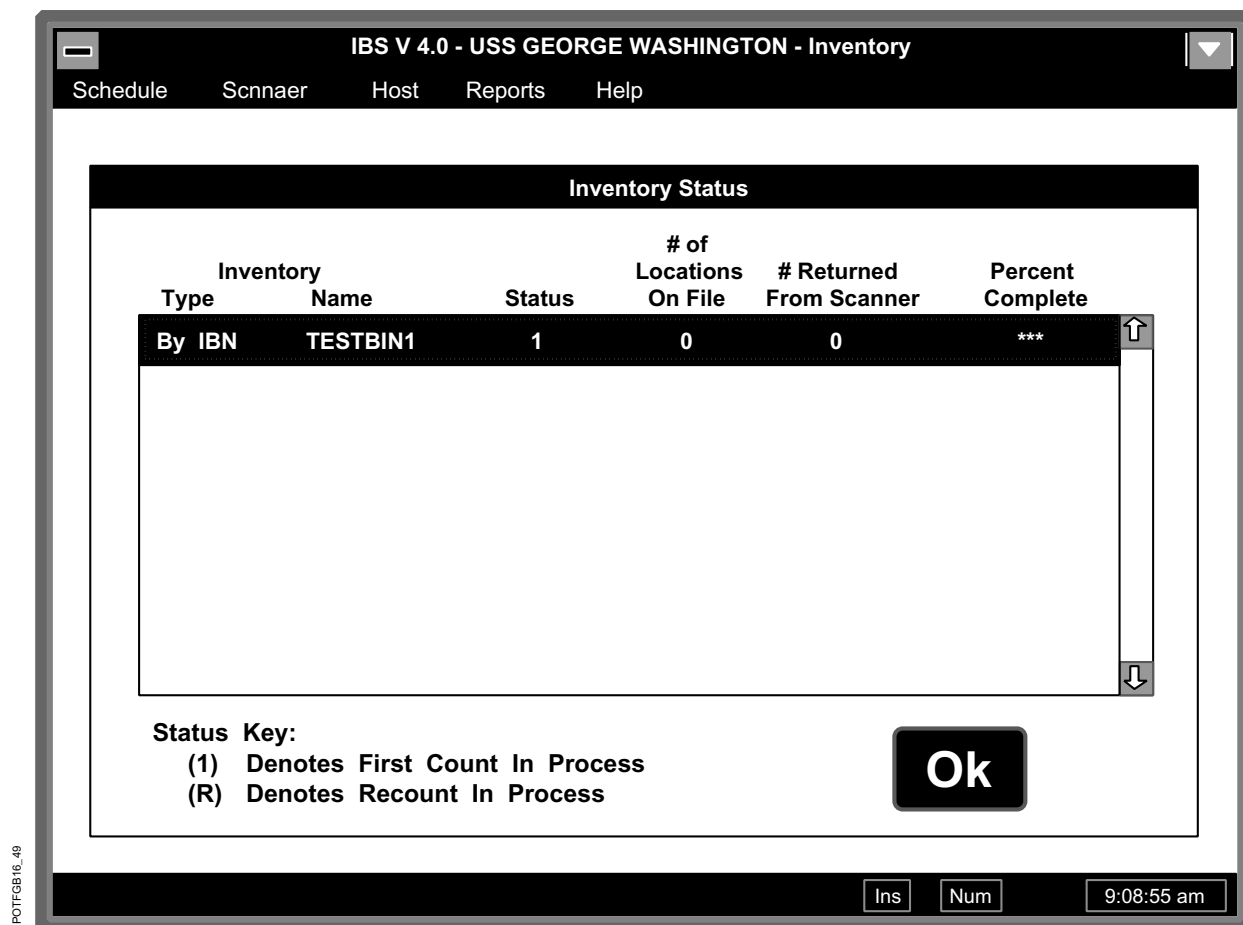 IBS V 4.0 - USS GEORGE WASHINGTON - Inventory
Schedule Scnnaer Host Reports Help
Inventory Status
# of
Inventory Locations # Returned Percent
Type Name Status On File From Scanner Complete
By IBN TESTBIN1 1 0 0 ***
Status Key:
(1) Denotes First Count In Process
(R) Denotes Recount In Process
Ok
Ins Num 9:08:55 am
POTFGB16_49